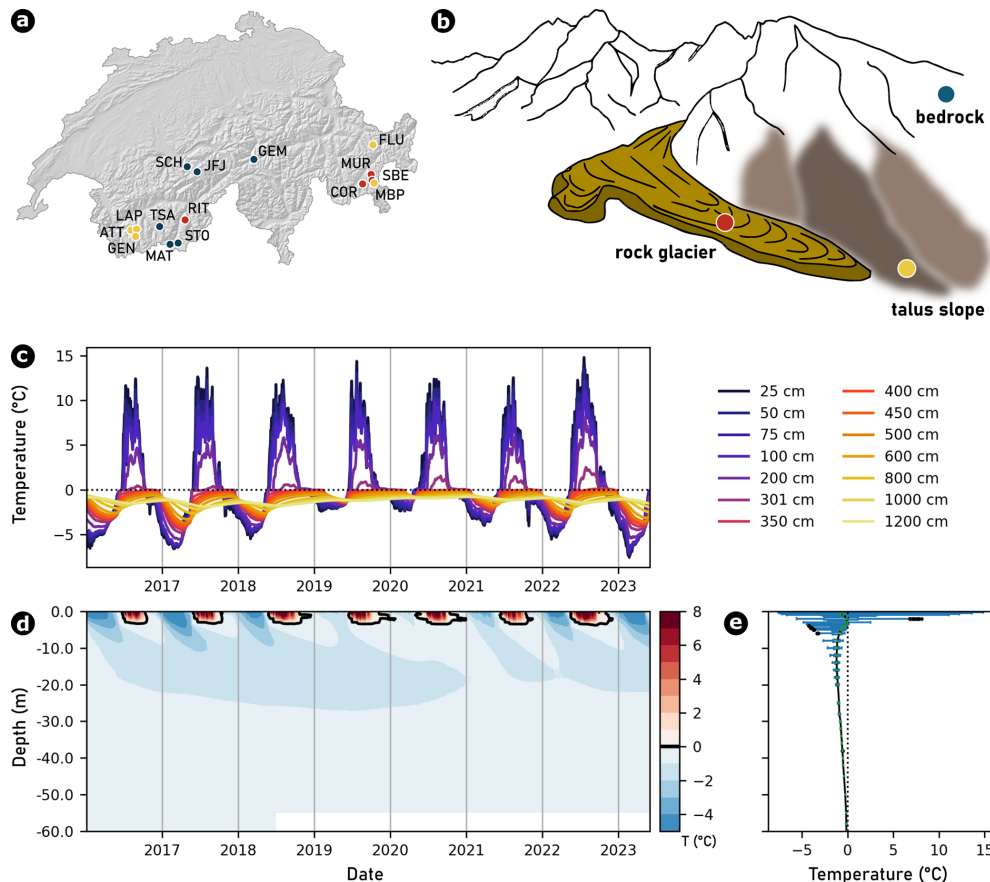 a
FLU
GEM
SCH
JFJ
MUR
SBE
COR
MBP
LAP
TSA
RIT
ATT
STO
GEN
MAT
b
bedrock
rock glacier
talus slope
c
Temperature (°C)
15
10
5
0
−5
2017 2018 2019 2020 2021 2022 2023
25 cm 400 cm
50 cm 450 cm
75 cm 500 cm
100 cm 600 cm
200 cm 800 cm
301 cm 1000 cm
350 cm 1200 cm
d
Depth (m)
0.0
-10.0
-20.0
-30.0
-40.0
-50.0
-60.0
2017 2018 2019 2020 2021 2022 2023
Date
8
6
4
2
0
−2
−4
T (°C)
e
−5 0 5 10 15
Temperature (°C)